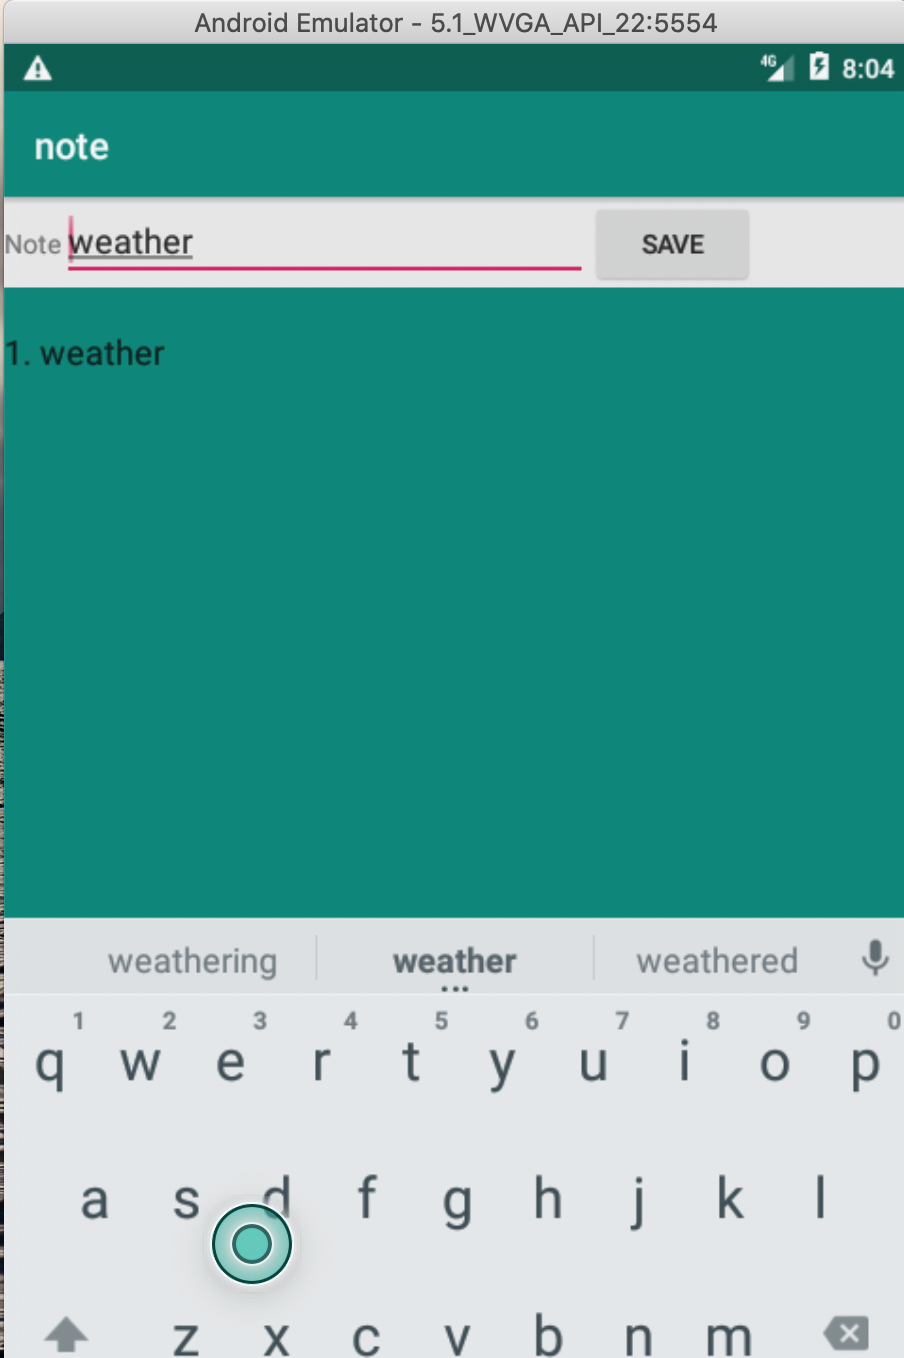 Android Emulator - 5.1_WVGA_API_22:5554
4G 8:04
note
Note weather SAVE
1. weather
weathering weather weathered
1 2 3 4 5 6 7 8 9 0
q w e r t y u i o p
a s d f g h j k l
z x c v b n m